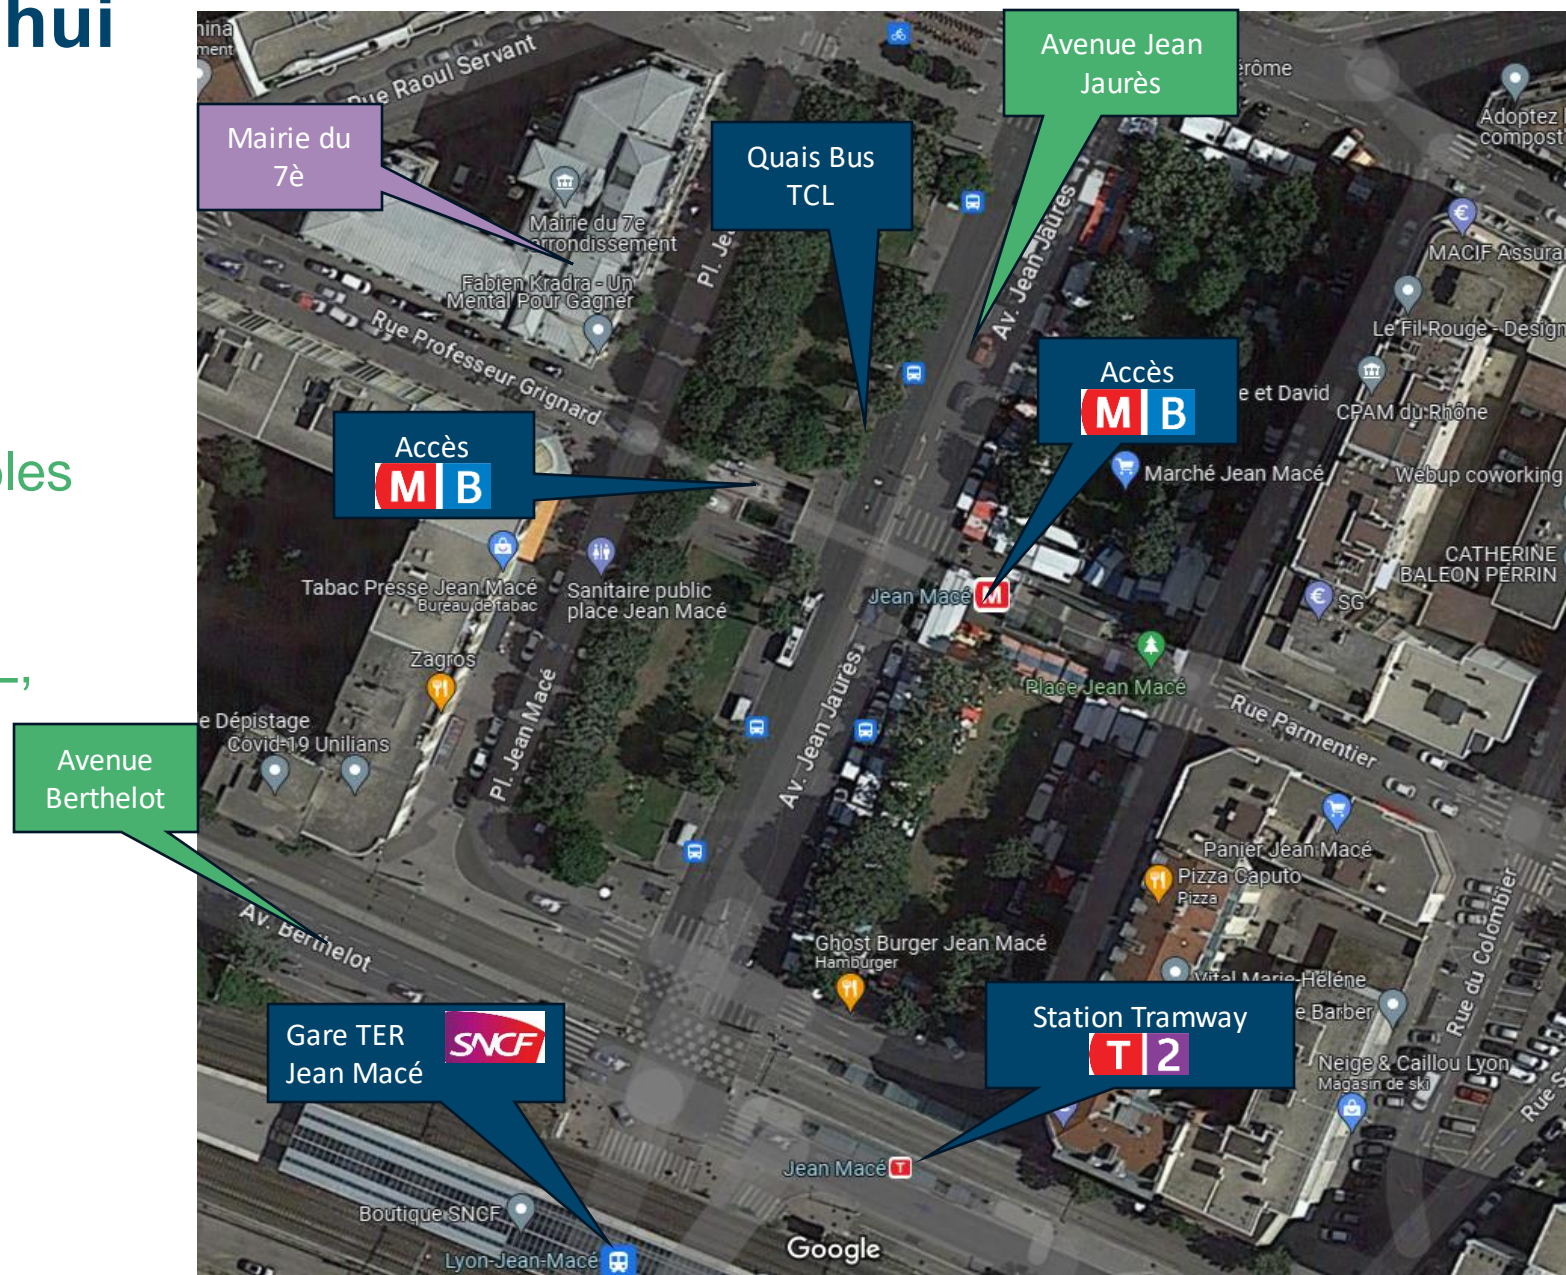 hui
Avenue Jean
Jaurès
Rue Raoul Servant
érôme
Adoptez
compost
Mairie du
7è
Quais Bus
TCL
Mairie du 7e
arrondissement
Fabien Kradra - Un
Mental Pour Gagner
Pl. Je
Av. Jean Jaurès
MACIF Assura
Le Fil Rouge - Design
Rue Professeur Grignard
Accès
M B
e et David
CPAM du Rhône
Accès
M B
Marché Jean Macé
Webup coworking
oles
CATHERINE
BALEON PERRIN
Tabac Presse Jean Macé
Bureau de tabac
Sanitaire public
place Jean Macé
Jean Macé M
SG
Zagros
Place Jean Macé
Pl. Jean Macé
Av. Jean Jaurès
Rue Parmentier
e Dépistage
Covid-19 Unilians
Avenue
Berthelot
Panier Jean Macé
Pizza Caputo
Pizza
Av. Berthelot
Ghost Burger Jean Macé
Hamburger
Vital Marie-Hélène
e Barber
Rue du Colombier
Gare TER
Jean Macé
SNCF
Station Tramway
T 2
Neige & Caillou Lyon
Magasin de ski
Rue S
Jean Macé T
Boutique SNCF
Lyon-Jean-Macé
Google